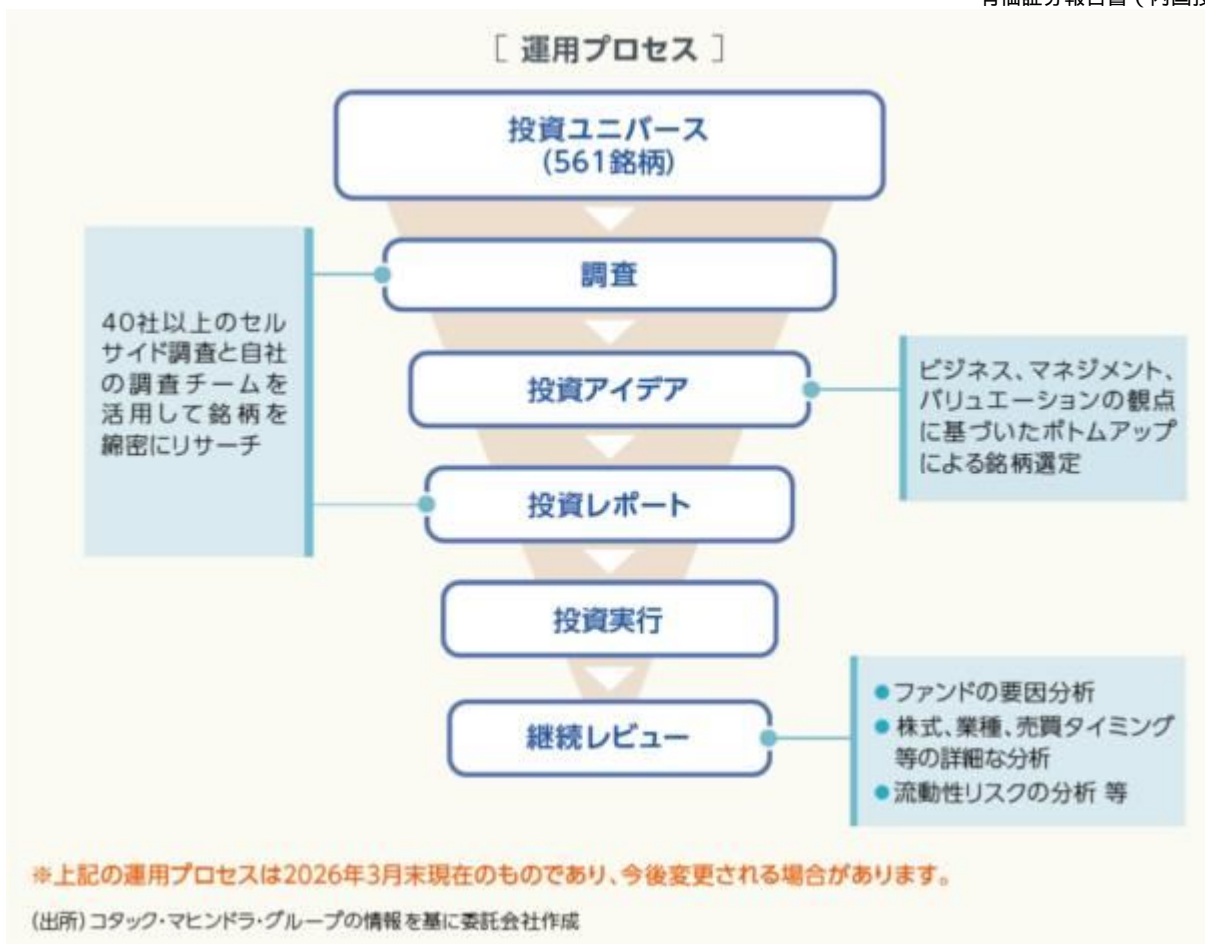 [ 運用プロセス ]
投資ユニバース
(561銘柄)
調査
40社以上のセル
サイド調査と自社
の調査チームを
活用して銘柄を
綿密にリサーチ
投資アイデア
ビジネス、マネジメント、
バリュエーションの観点
に基づいたボトムアップ
による銘柄選定
投資レポート
投資実行
継続レビュー
●ファンドの要因分析
●株式、業種、売買タイミング
等の詳細な分析
●流動性リスクの分析 等
※上記の運用プロセスは2026年3月末現在のものであり、今後変更される場合があります。
(出所)コタック・マヒンドラ・グループの情報を基に委託会社作成